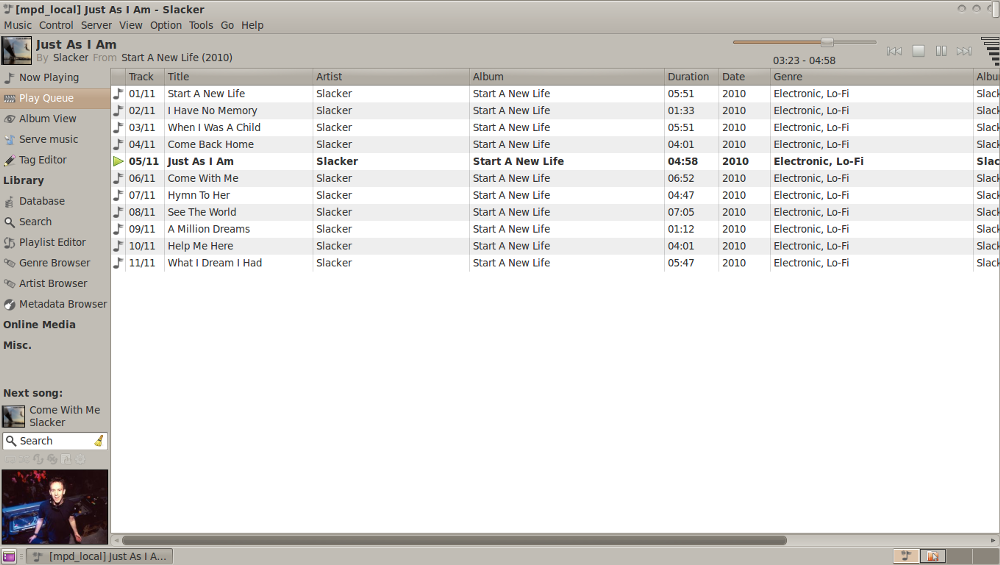 [mpd_local] Just As I Am - Slacker
Music Control Server View Option Tools Go Help
Just As I Am
By Slacker From Start A New Life (2010)
03:23 - 04:58
Now Playing
Play Queue
Album View
Serve music
Tag Editor
Library
Database
Search
Playlist Editor
Genre Browser
Artist Browser
Metadata Browser
Online Media
Misc.
Next song:
Come With Me
Slacker
Search
Track Title Artist Album Duration Date Genre Albu
01/11 Start A New Life Slacker Start A New Life 05:51 2010 Electronic, Lo-Fi Slack
02/11 I Have No Memory Slacker Start A New Life 01:33 2010 Electronic, Lo-Fi Slack
03/11 When I Was A Child Slacker Start A New Life 05:51 2010 Electronic, Lo-Fi Slack
04/11 Come Back Home Slacker Start A New Life 04:01 2010 Electronic, Lo-Fi Slack
05/11 Just As I Am Slacker Start A New Life 04:58 2010 Electronic, Lo-Fi Slac
06/11 Come With Me Slacker Start A New Life 06:52 2010 Electronic, Lo-Fi Slack
07/11 Hymn To Her Slacker Start A New Life 04:47 2010 Electronic, Lo-Fi Slack
08/11 See The World Slacker Start A New Life 07:05 2010 Electronic, Lo-Fi Slack
09/11 A Million Dreams Slacker Start A New Life 01:12 2010 Electronic, Lo-Fi Slack
10/11 Help Me Here Slacker Start A New Life 04:01 2010 Electronic, Lo-Fi Slack
11/11 What I Dream I Had Slacker Start A New Life 05:47 2010 Electronic, Lo-Fi Slack
[mpd_local] Just As I A...